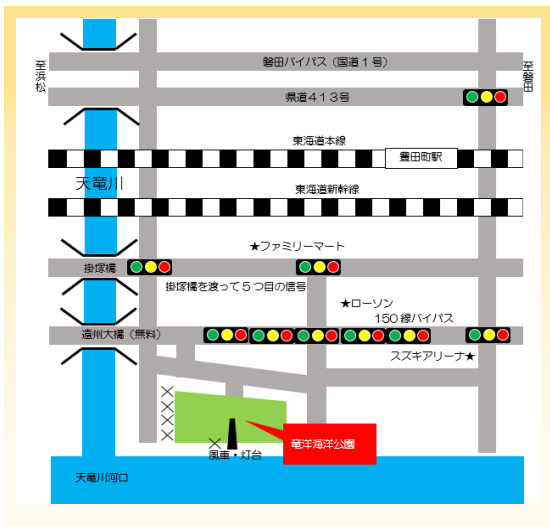 磐田バイパス（国道１号）
至浜松
至磐田
県道４１３号
東海道本線
豊田町駅
天竜川
東海道新幹線
★ファミリーマート
掛塚橋
掛塚橋を渡って５つ目の信号
★ローソン
150線バイパス
遠州大橋（無料）
スズキアリーナ★
竜洋海洋公園
風車・灯台
天竜川河口